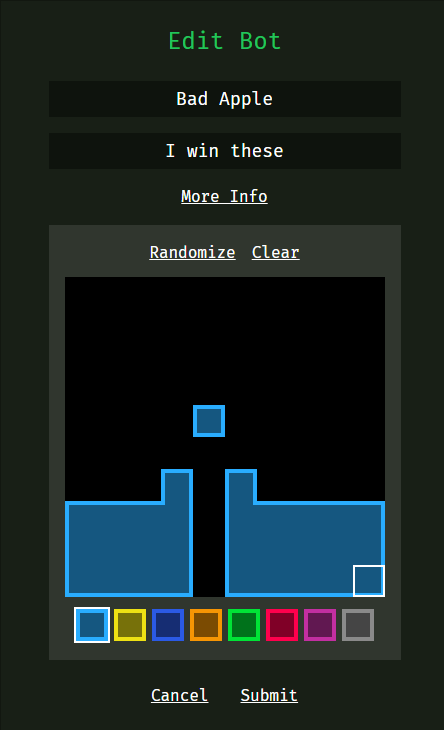 Edit Bot
Bad Apple
I win these
More Info
Randomize Clear
Cancel Submit